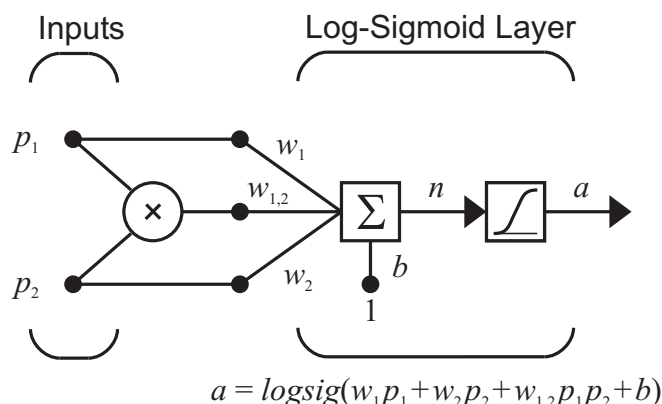 Inputs
Log-Sigmoid Layer
p1
w1
w1,2
×
Σ
n
a
b
p2
w2
1
a = logsig(w1p1+w2p2+w1,2p1p2+b)